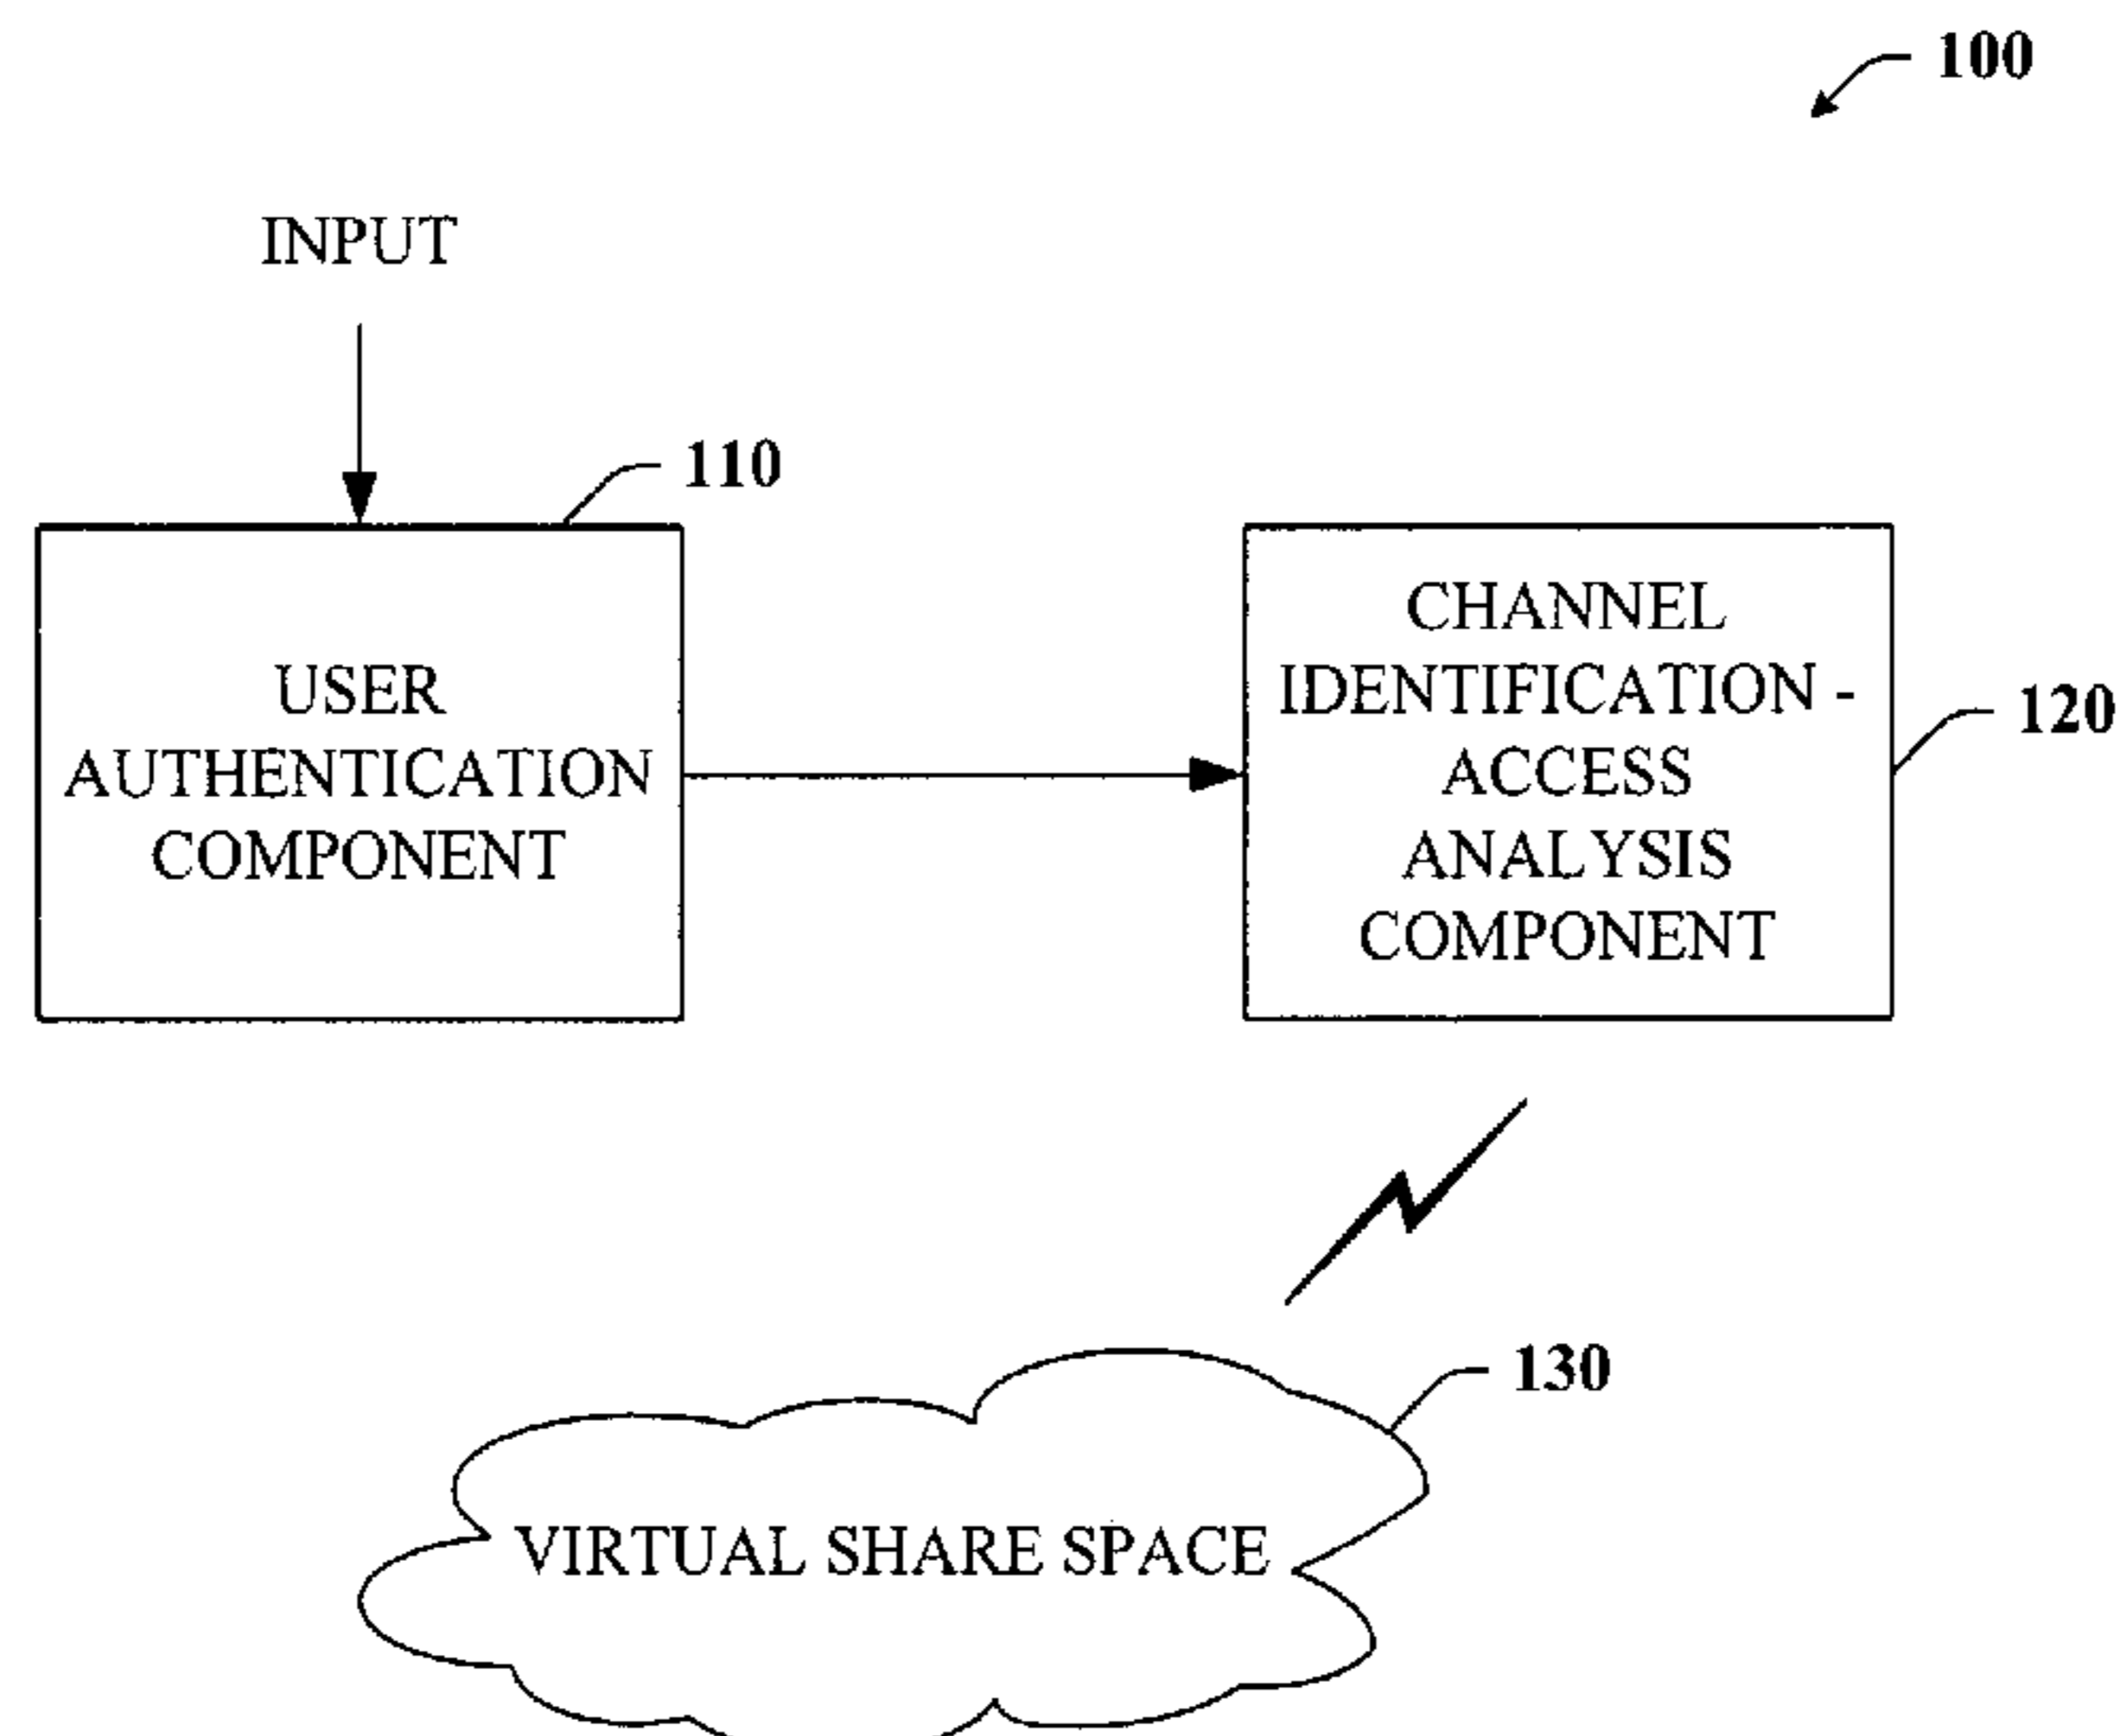 100
INPUT
110
USER
AUTHENTICATION
COMPONENT
CHANNEL
IDENTIFICATION -
ACCESS
ANALYSIS
COMPONENT
120
130
VIRTUAL SHARE SPACE